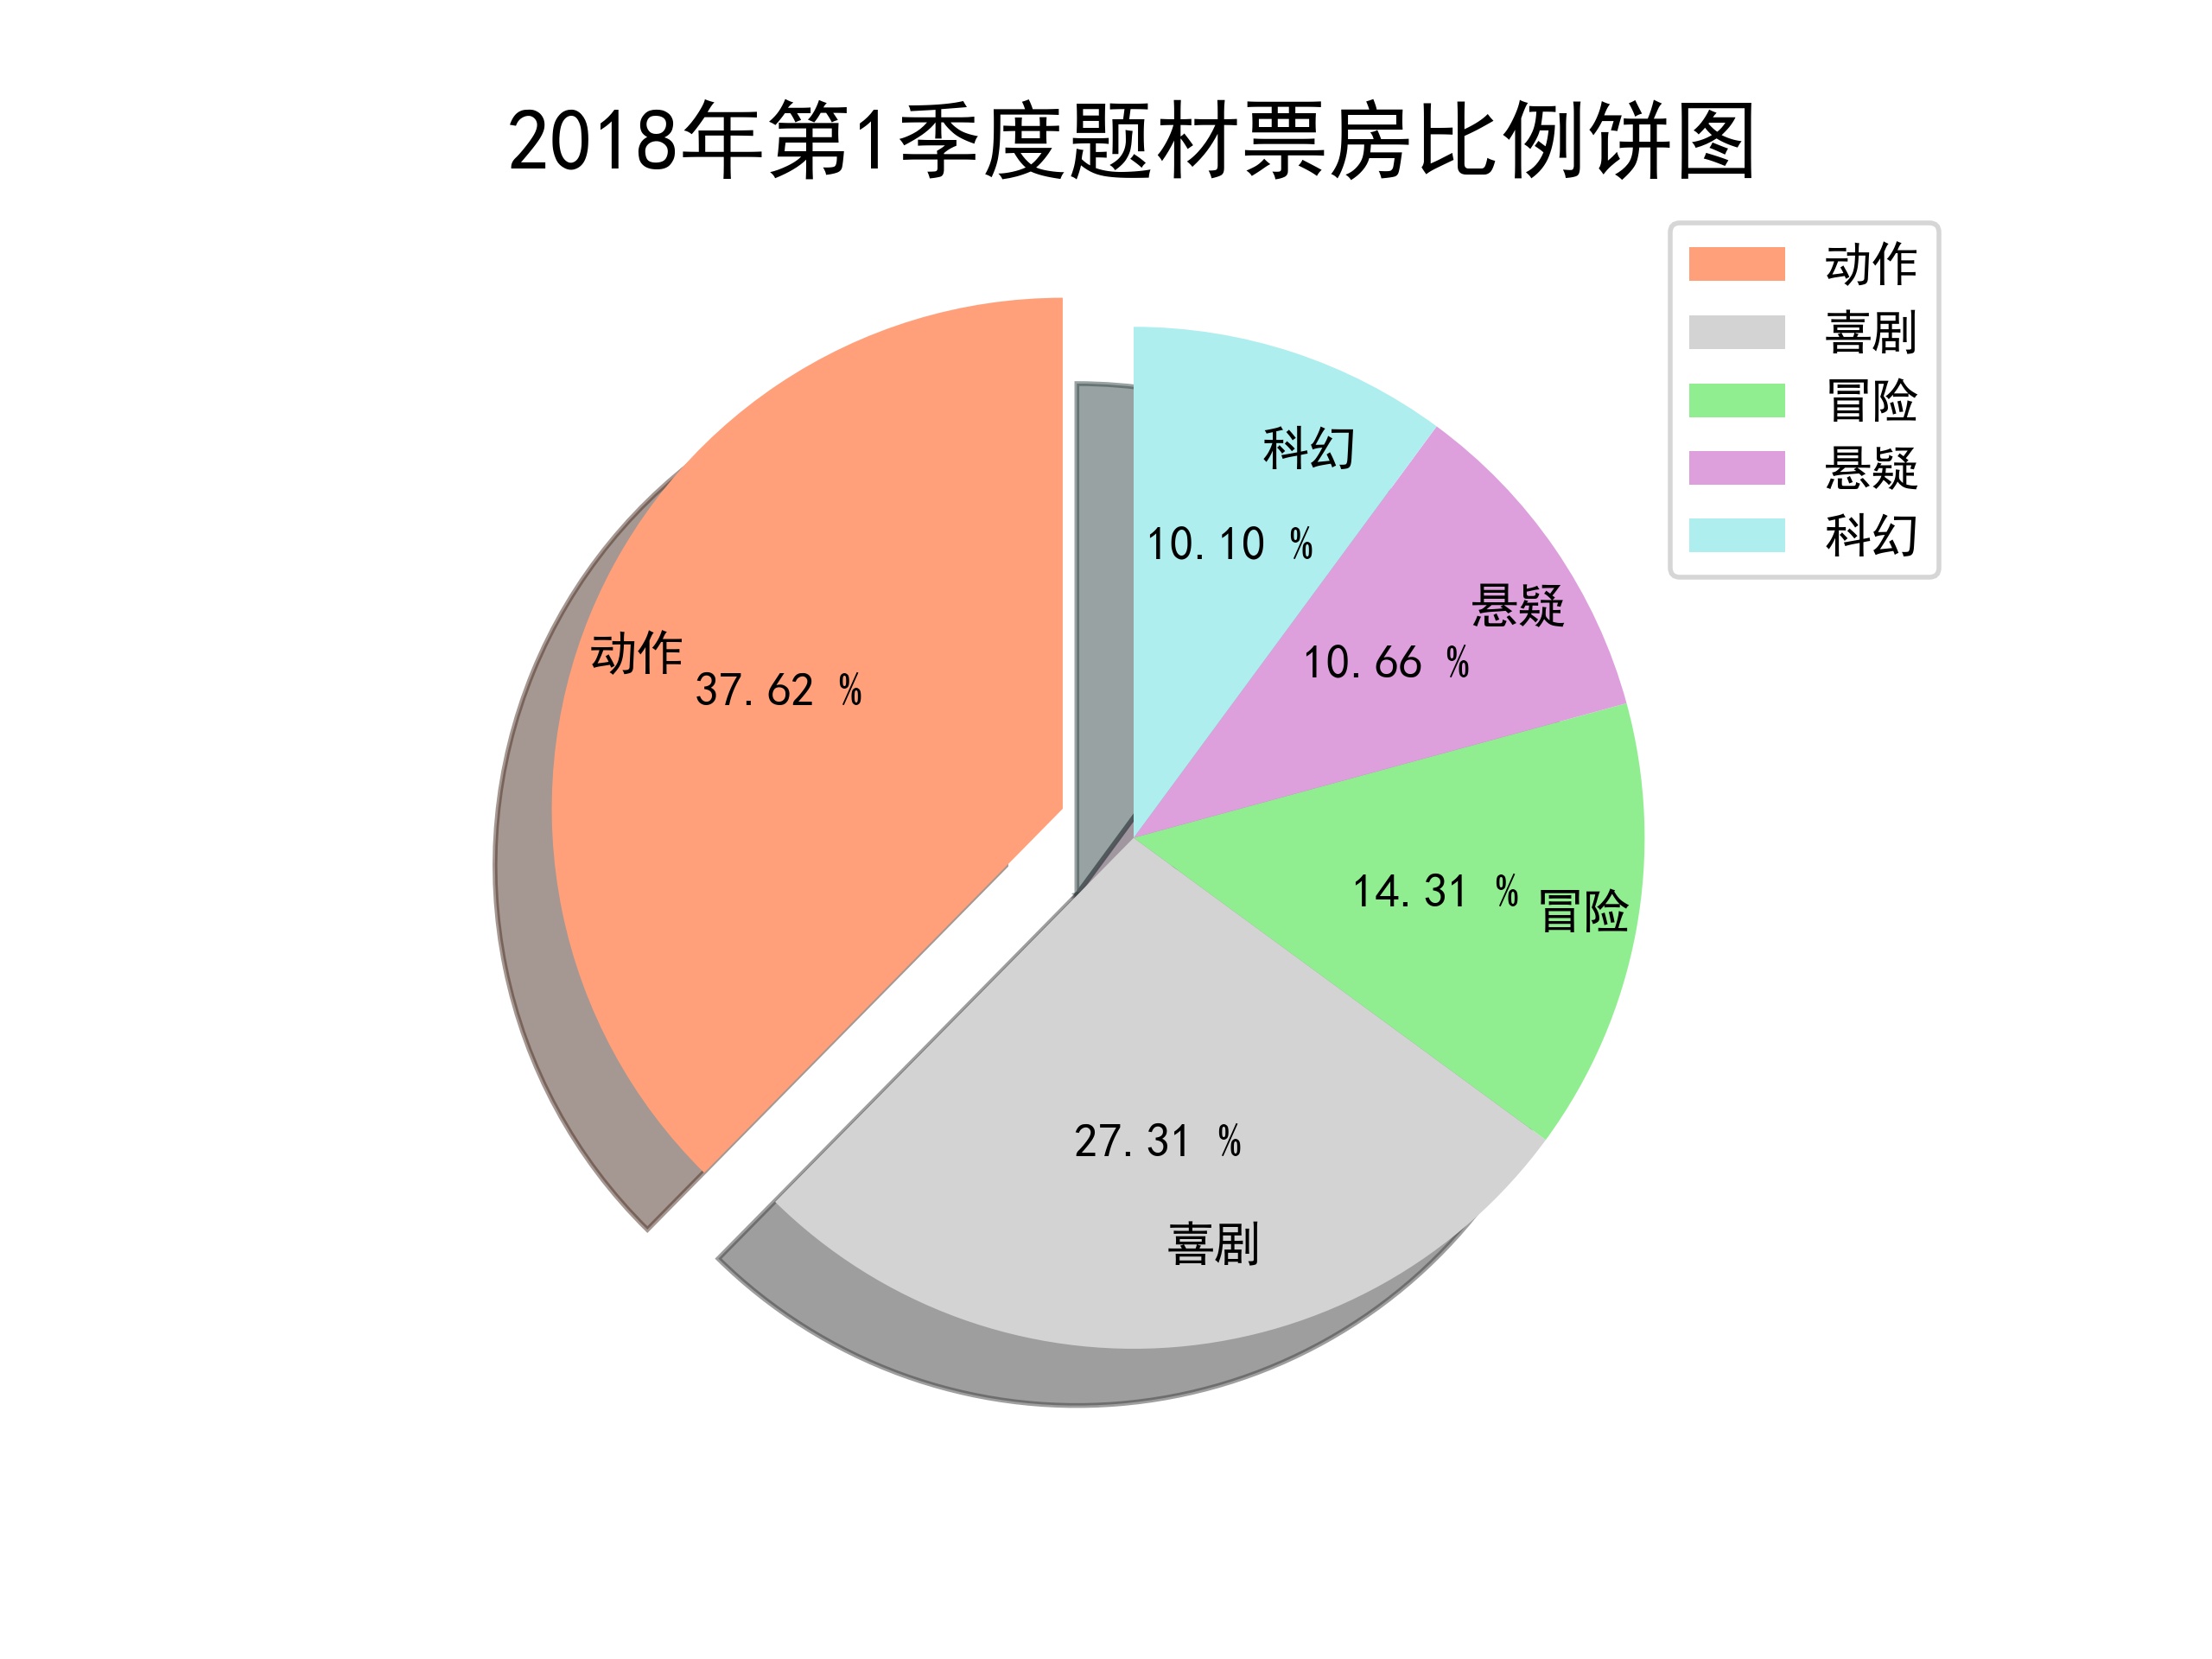 2018年第1季度题材票房比例饼图
动作
喜剧
冒险
悬疑
科幻
科幻
10.10 %
悬疑
10.66 %
动作
37.62 %
14.31 %
冒险
27.31 %
喜剧